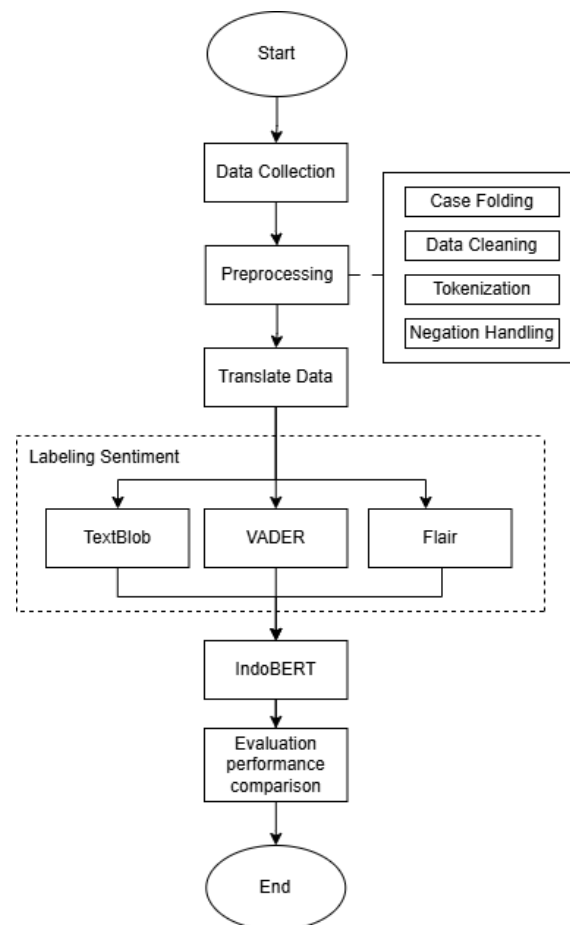 Start
Data Collection
Case Folding
Data Cleaning
Preprocessing
Tokenization
Negation Handling
Translate Data
Labeling Sentiment
TextBlob
VADER
Flair
IndoBERT
Evaluation
performance
comparison
End